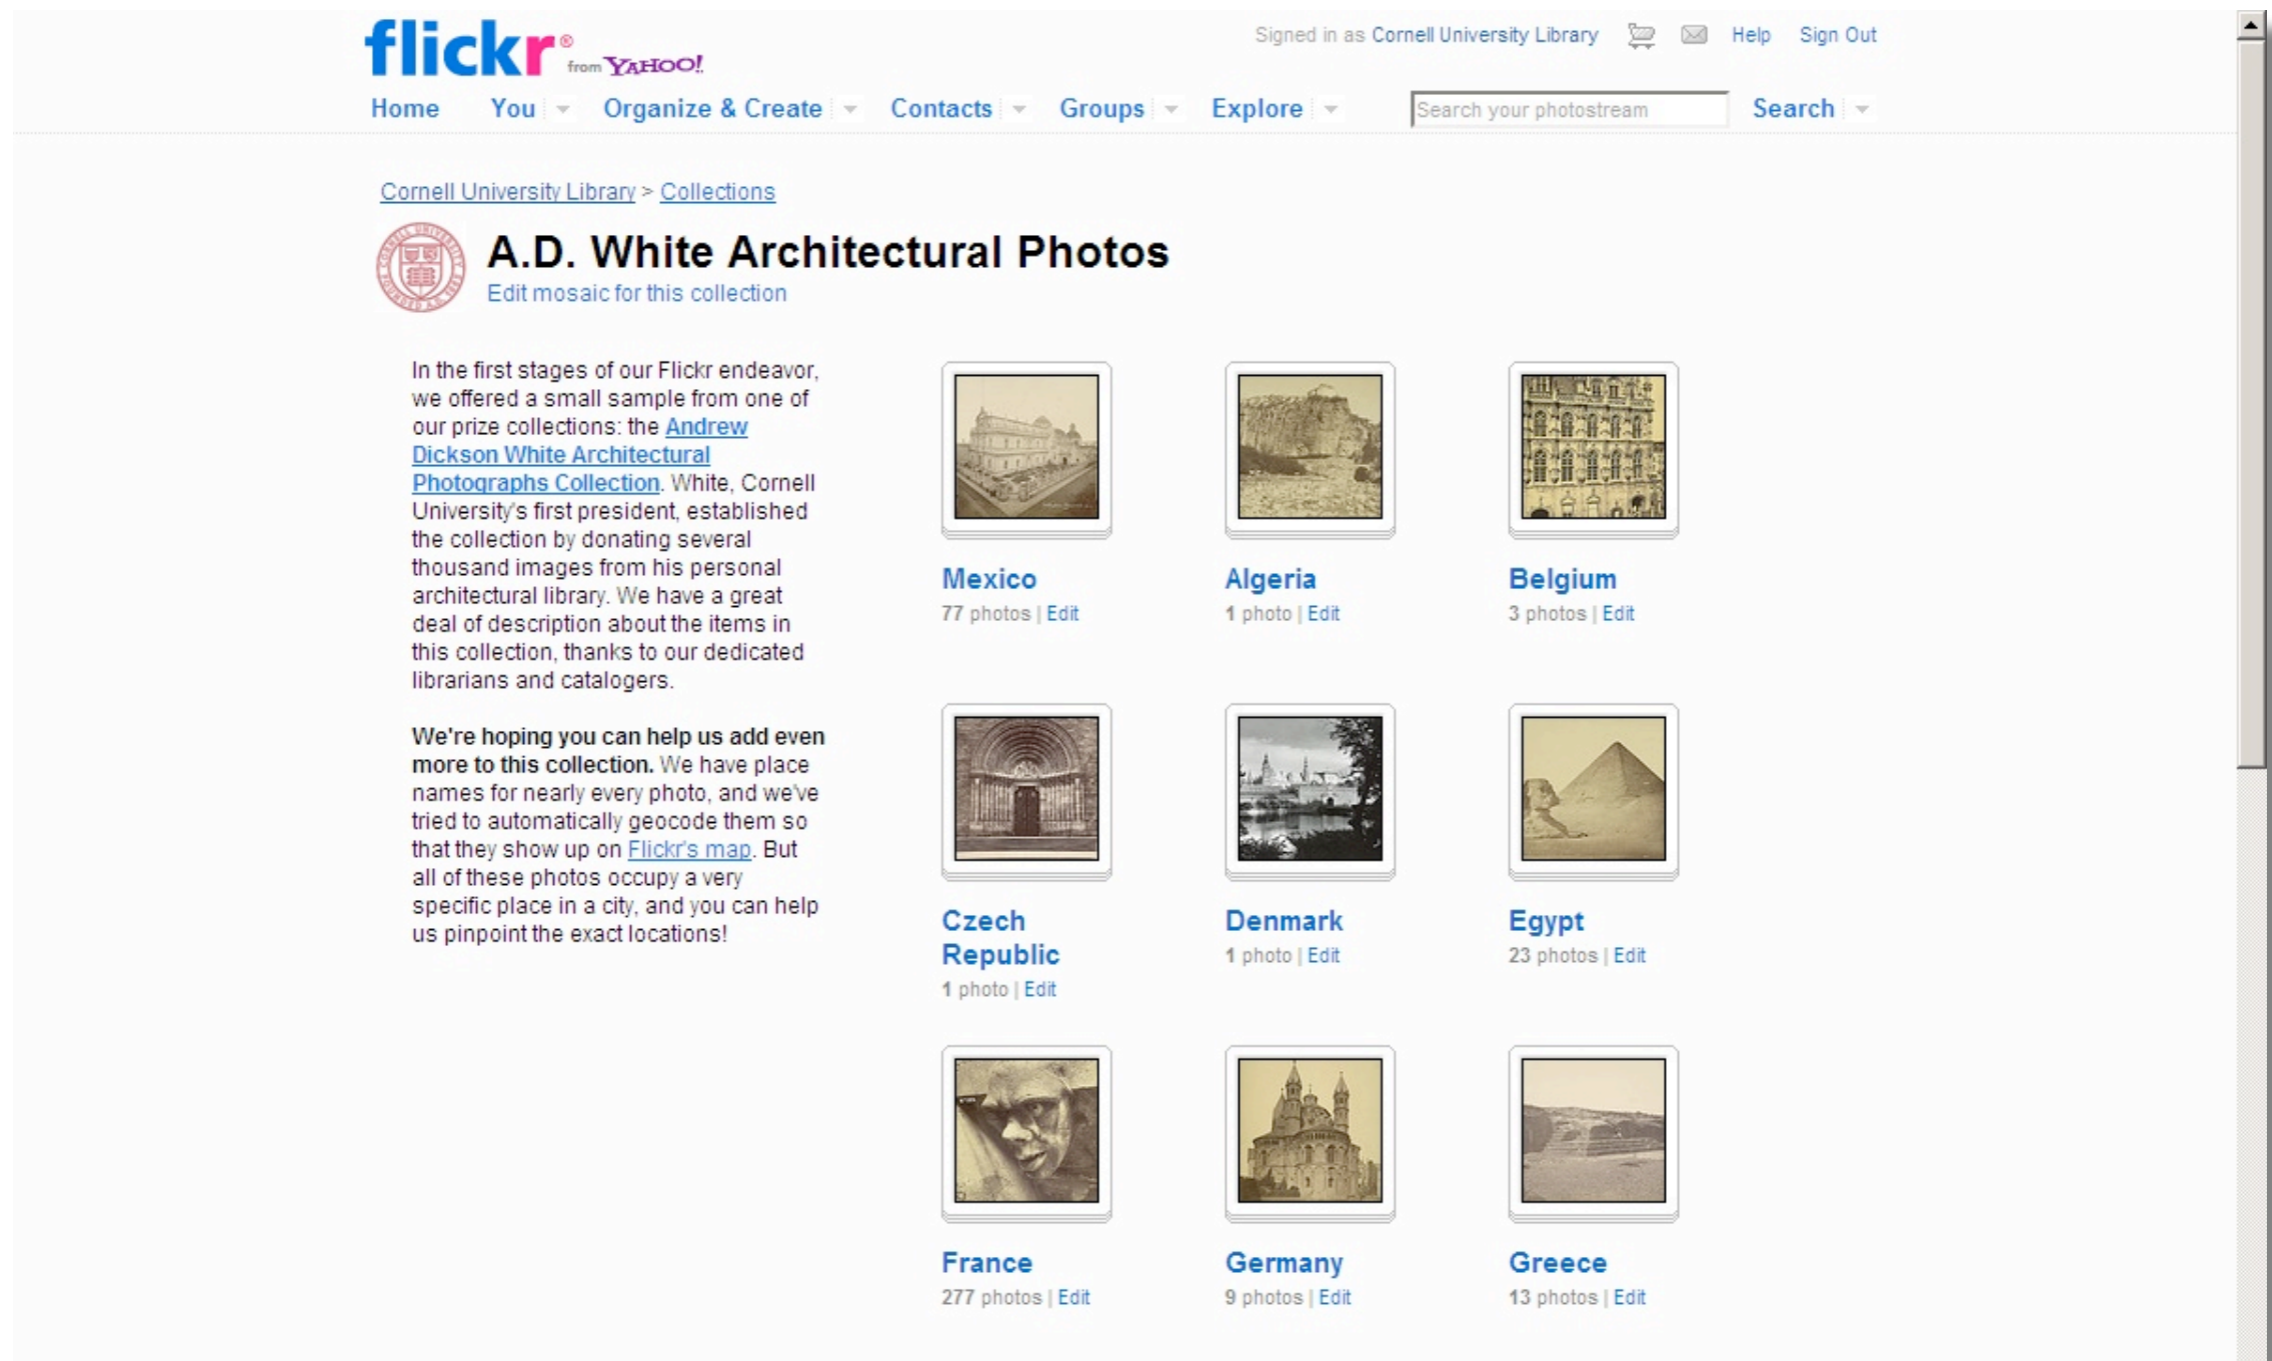 flickr® from YAHOO!
Signed in as Cornell University Library Help Sign Out
Home You Organize & Create Contacts Groups Explore Search your photostream Search
Cornell University Library > Collections
A.D. White Architectural Photos
Edit mosaic for this collection
In the first stages of our Flickr endeavor,
we offered a small sample from one of
our prize collections: the Andrew
Dickson White Architectural
Photographs Collection. White, Cornell
University's first president, established
the collection by donating several
thousand images from his personal
architectural library. We have a great
deal of description about the items in
this collection, thanks to our dedicated
librarians and catalogers.
We're hoping you can help us add even
more to this collection. We have place
names for nearly every photo, and we've
tried to automatically geocode them so
that they show up on Flickr's map. But
all of these photos occupy a very
specific place in a city, and you can help
us pinpoint the exact locations!
Mexico
77 photos | Edit
Algeria
1 photo | Edit
Belgium
3 photos | Edit
Czech
Republic
1 photo | Edit
Denmark
1 photo | Edit
Egypt
23 photos | Edit
France
277 photos | Edit
Germany
9 photos | Edit
Greece
13 photos | Edit